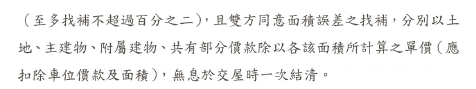 （至多找補不超過百分之二），且雙方同意面積誤差之找補，分別以土
地、主建物、附屬建物、共有部分價款除以各該面積所計算之單價（應
扣除車位價款及面積），無息於交屋時一次結清。